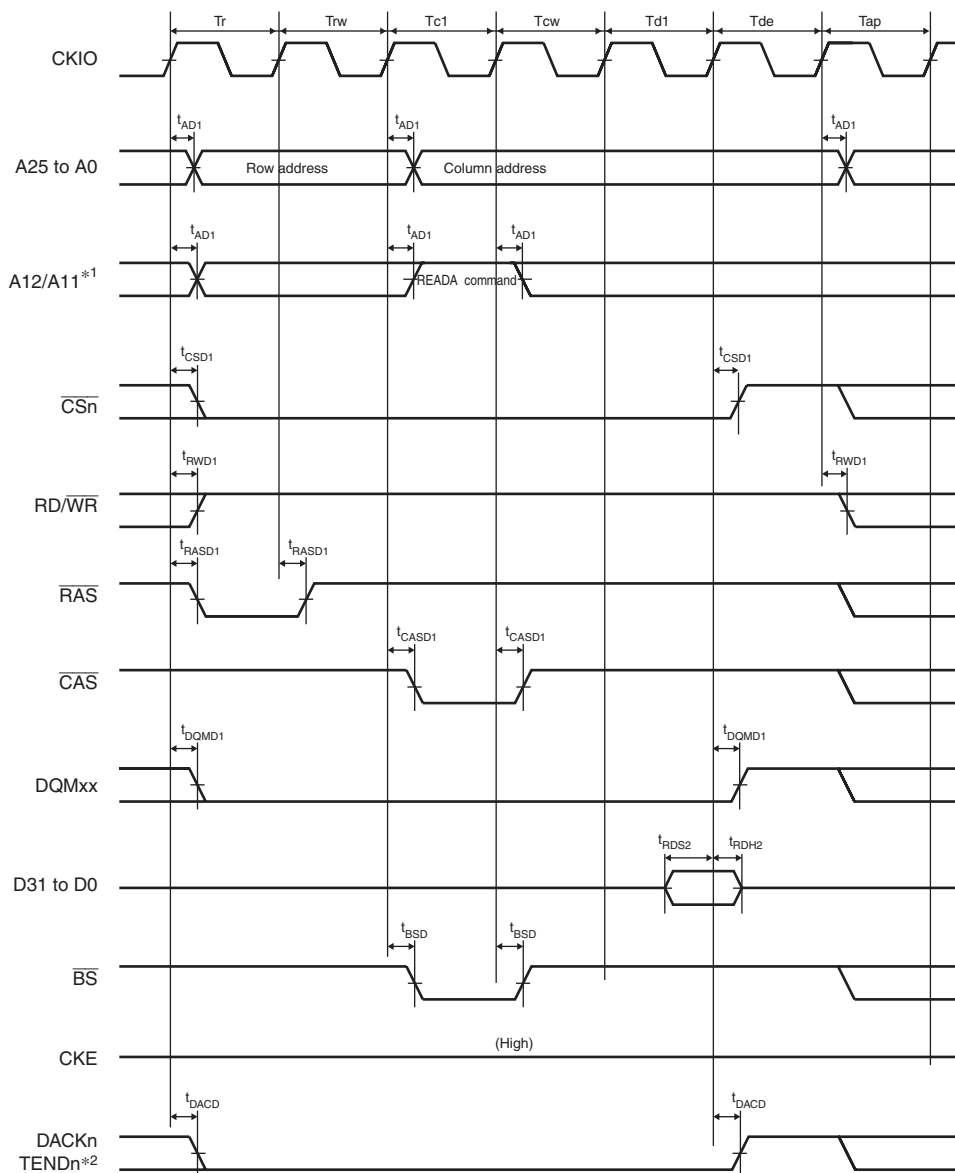 Tr Trw Tc1 Tcw Td1 Tde Tap
CKIO
tAD1 tAD1 tAD1
A25 to A0 Row address Column address
tAD1 tAD1 tAD1
A12/A11*1 READA command
tCSD1 tCSD1
CSn
tRWD1 tRWD1
RD/WR
tRASD1 tRASD1
RAS
tCASD1 tCASD1
CAS
tDQMD1 tDQMD1
DQMxx
tRDS2 tRDH2
D31 to D0
tBSD tBSD
BS
(High)
CKE
tDACD tDACD
DACKn
TENDn*2